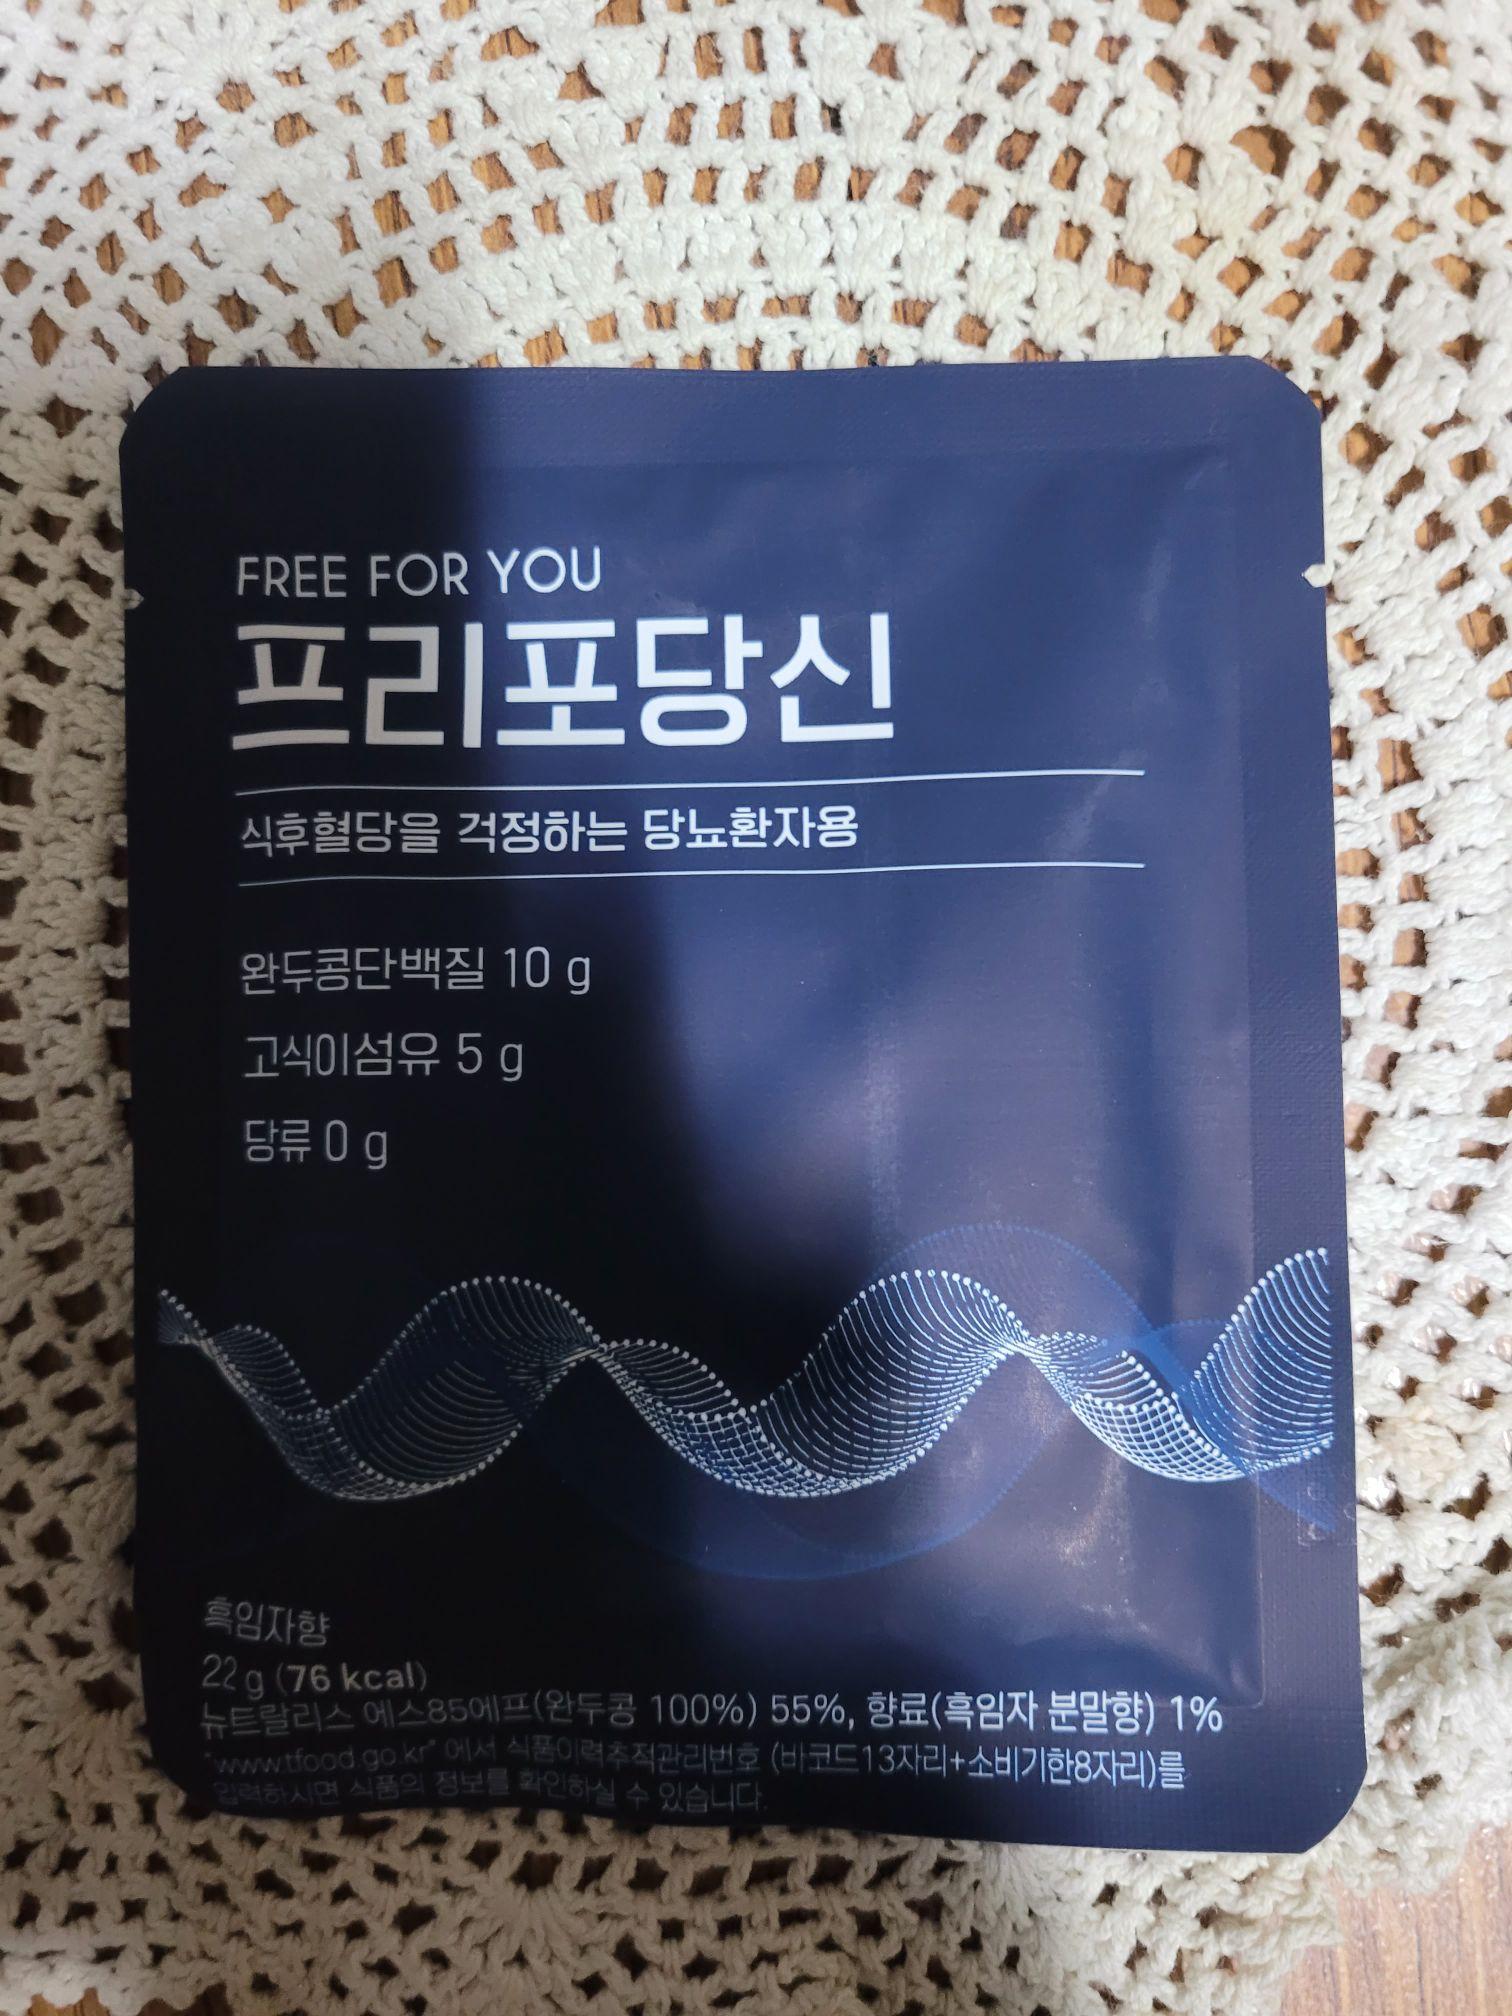 FREE FOR YOU
프리포당신
식후혈당을 걱정하는 당뇨환자용
완두콩단백질 10 g
고식이섬유 5 g
당류 0 g
흑임자향
22 g (76 kcal)
뉴트랄리스 에스85에프(완두콩 100%) 55%, 향료(흑임자 분말향) 1%
"www.tfood.go.kr" 에서 식품이력추적관리번호 (바코드13자리+소비기한8자리)를
입력하시면 식품의 정보를 확인하실 수 있습니다.